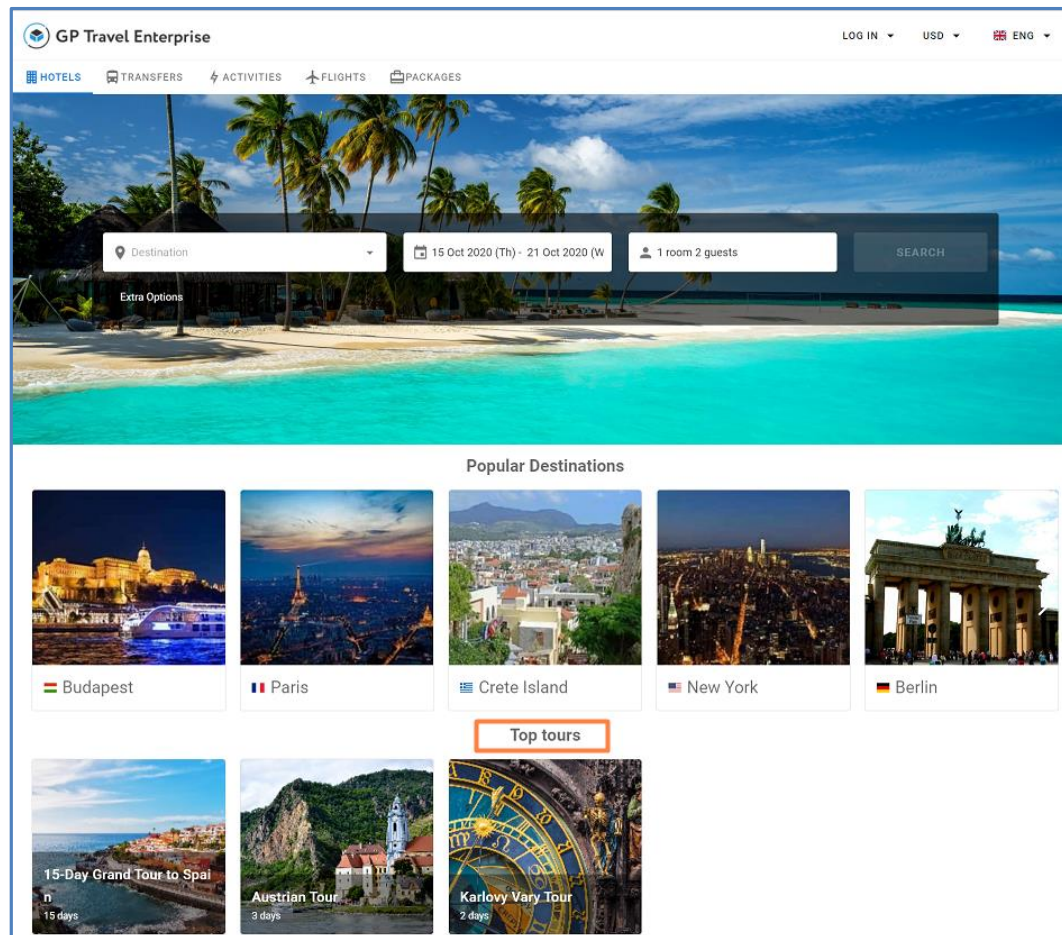 GP Travel Enterprise
LOG IN USD ENG
HOTELS TRANSFERS ACTIVITIES FLIGHTS PACKAGES
Destination 15 Oct 2020 (Th) - 21 Oct 2020 (W 1 room 2 guests SEARCH
Extra Options
Popular Destinations
Budapest Paris Crete Island New York Berlin
Top tours
15-Day Grand Tour to Spai
n Austrian Tour Karlovy Vary Tour
15 days 3 days 2 days